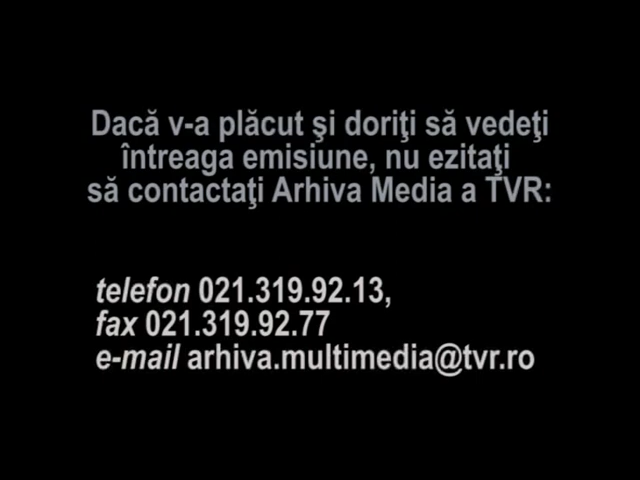 Dacă v-a plăcut şi doriţi să vedeţi
întreaga emisiune, nu ezitaţi
să contactaţi Arhiva Media a TVR:
telefon 021.319.92.13,
fax 021.319.92.77
e-mail arhiva.multimedia@tvr.ro